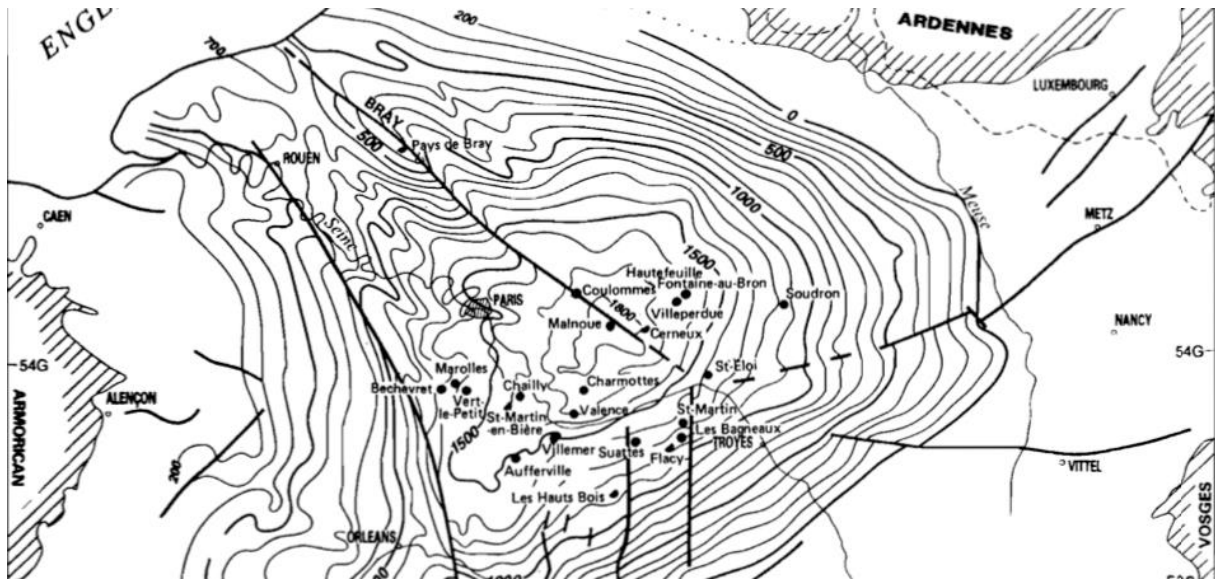 ENGL
200
ARDENNES
700
LUXEMBOURG
0
BRAY
500
Pays de Bray
500
ROUEN
1000
Meuse
METZ
CAEN
Seine
1500
Hautefeuille
Fontaine-au-Bron
Coulommes
Soudron
PARIS
1800
Villeperdue
Malnoue
Cerneux
NANCY
54G
54G
St-Eloi
Marolles
Bechevret
Chailly
Charmottes
ALENÇON
Vert-
le-Petit
St-Martin
en-Bière
Valence
St-Martin
Les Bagneaux
ARMORICAN
1500
Villemer
Suattes
TROYES
Flacy
Aufferville
VITTEL
200
Les Hauts Bois
VOSGES
ORLEANS